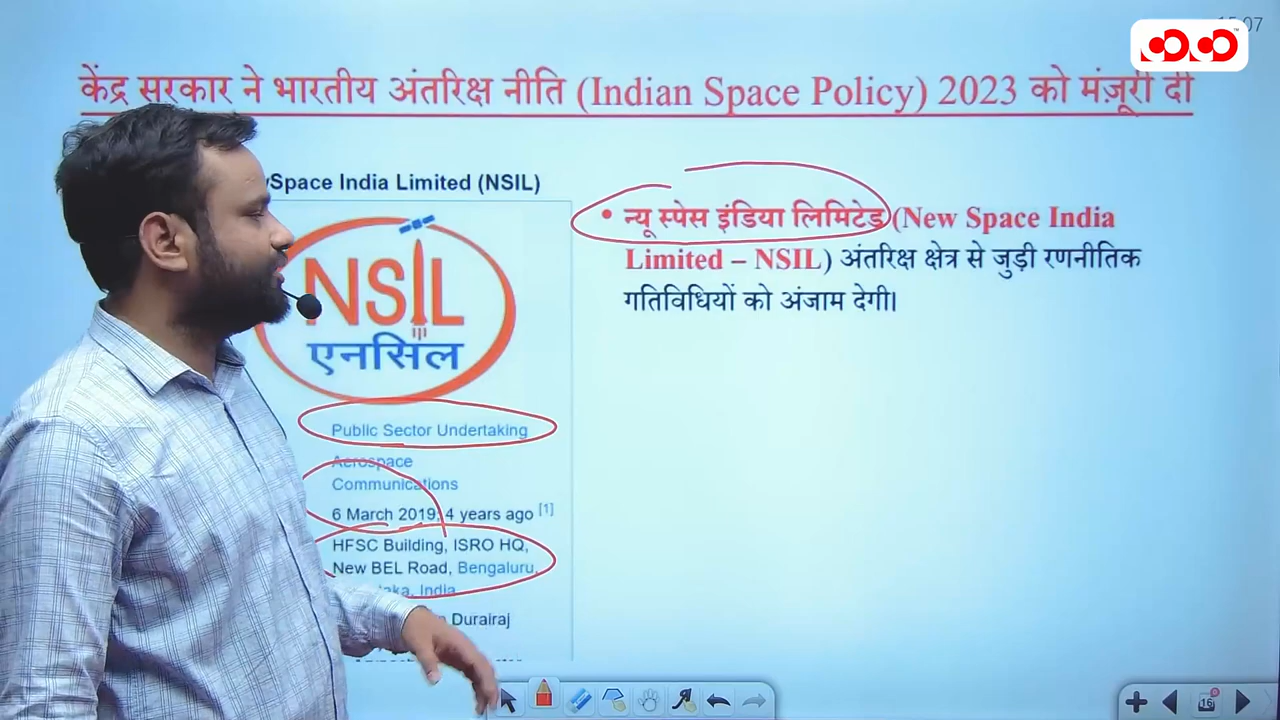 केंद्र सरकार ने भारतीय अंतरिक्ष नीति (Indian Space Policy) 2023 को मंज़ूरी दी
Space India Limited (NSIL)
NSIL
एनसिल
Public Sector Undertaking
Aerospace
Communications
6 March 2019; 4 years ago [1]
HFSC Building, ISRO HQ,
New BEL Road, Bengaluru,
India
Durairaj
• न्यू स्पेस इंडिया लिमिटेड (New Space India
Limited – NSIL) अंतरिक्ष क्षेत्र से जुड़ी रणनीतिक
गतिविधियों को अंजाम देगी।
16